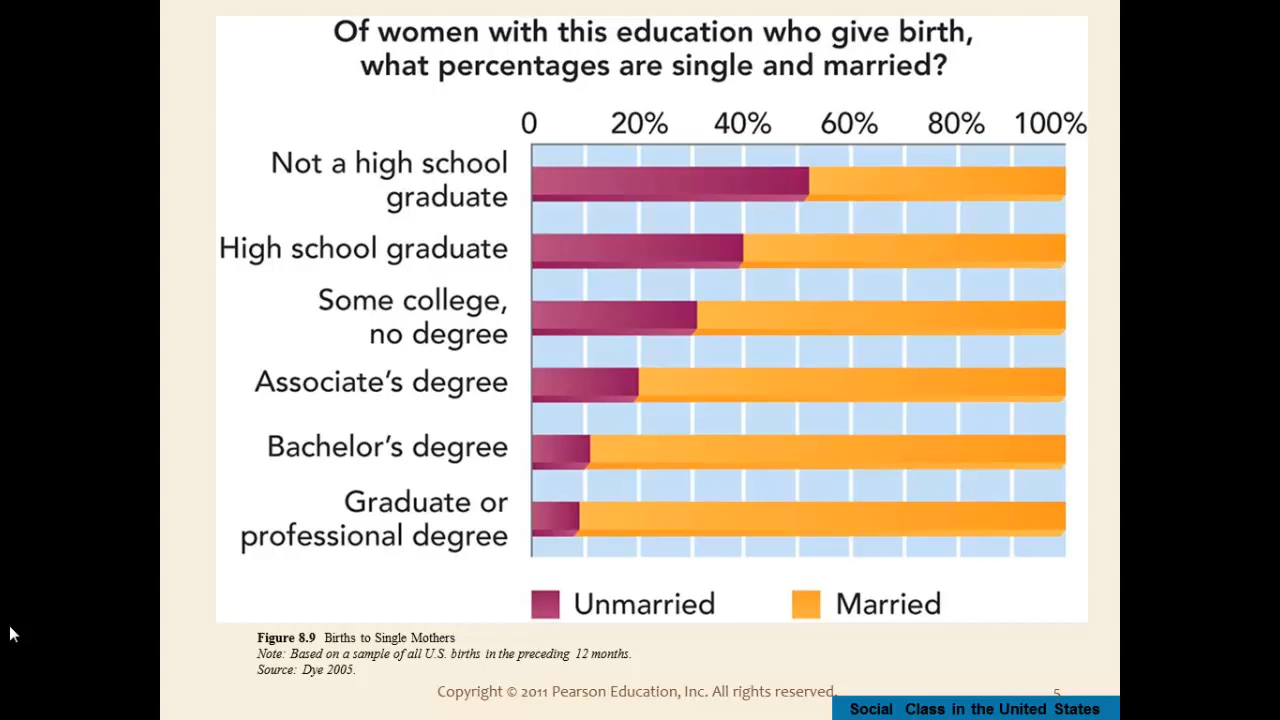 Of women with this education who give birth,
what percentages are single and married?
0 20% 40% 60% 80% 100%
Not a high school
graduate
High school graduate
Some college,
no degree
Associate's degree
Bachelor's degree
Graduate or
professional degree
Unmarried Married
Figure 8.9 Births to Single Mothers
Note: Based on a sample of all U.S. births in the preceding 12 months.
Source: Dye 2005.
Copyright © 2011 Pearson Education, Inc. All rights reserved.
5
Social Class in the United States